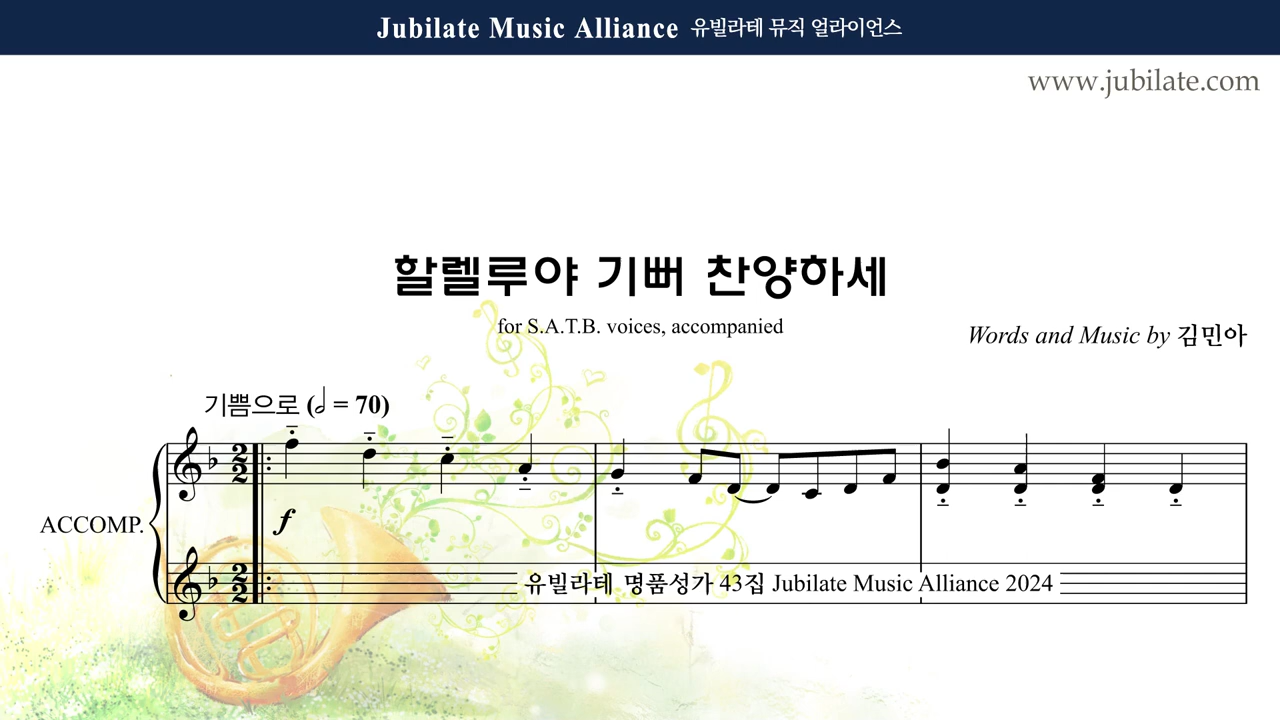 Jubilate Music Alliance 유빌라테 뮤직 얼라이언스
www.jubilate.com
할렐루야 기뻐 찬양하세
for S.A.T.B. voices, accompanied
Words and Music by 김민아
기쁨으로 (𝅗𝅥 = 70)
ACCOMP.
f
유빌라테 명품성가 43집 Jubilate Music Alliance 2024